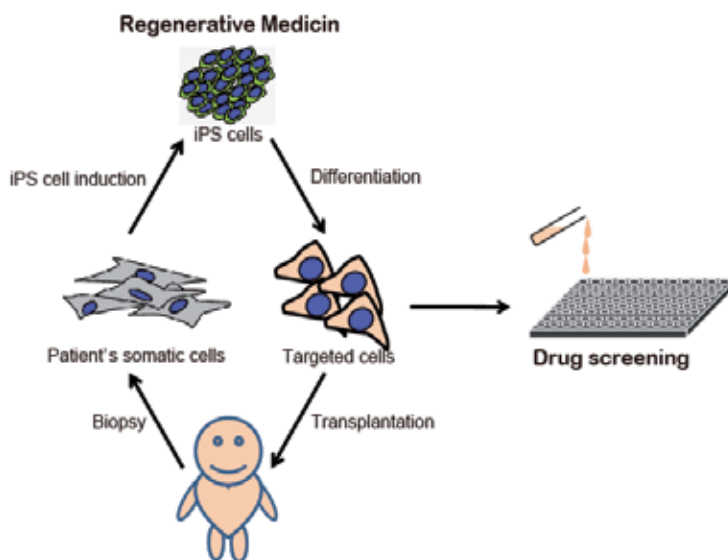 Regenerative Medicin
iPS cells
iPS cell induction
Differentiation
Patient's somatic cells
Targeted cells
Drug screening
Biopsy
Transplantation